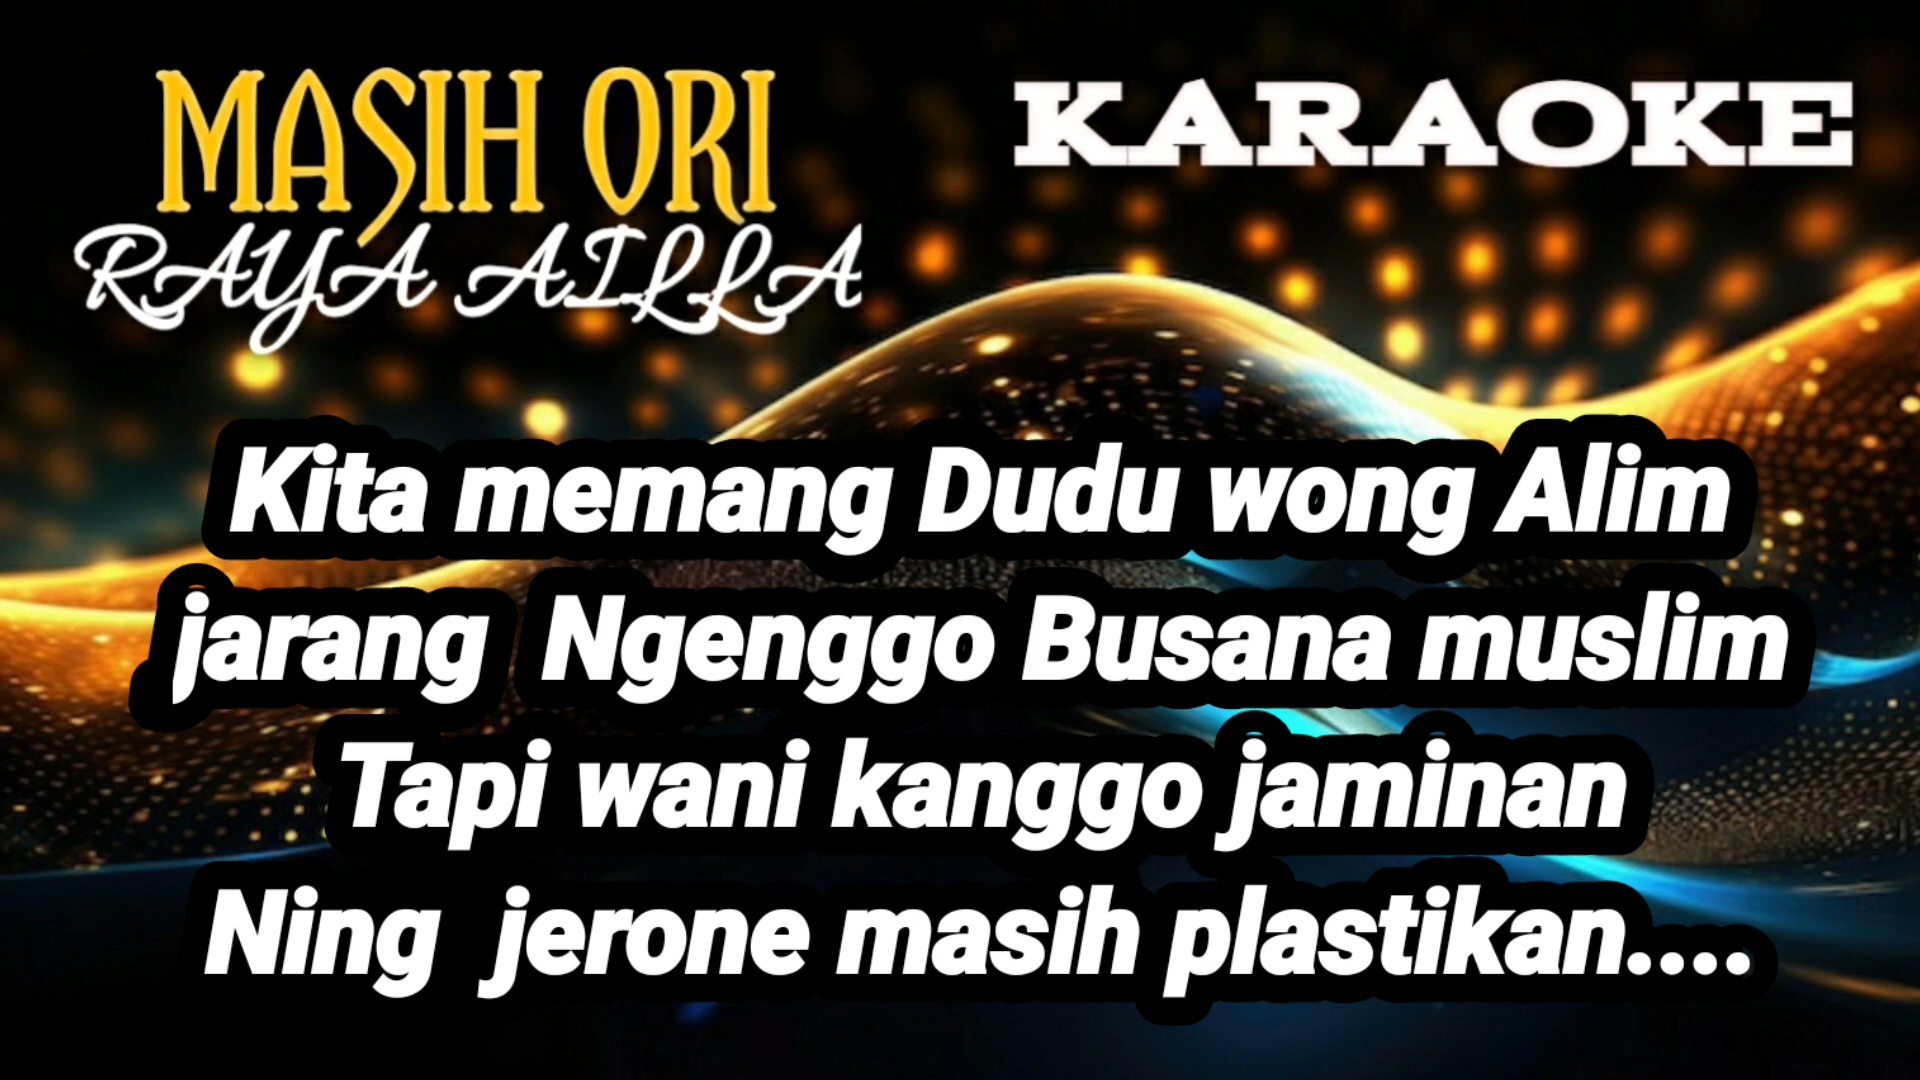 MASIH ORI
RAYA AILLA
KARAOKE
Kita memang Dudu wong Alim
jarang  Ngenggo Busana muslim
Tapi wani kanggo jaminan
Ning  jerone masih plastikan....